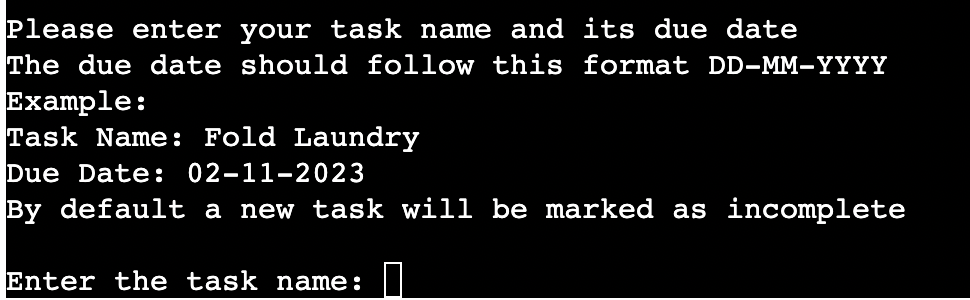 Please enter your task name and its due date
The due date should follow this format DD-MM-YYYY
Example:
Task Name: Fold Laundry
Due Date: 02-11-2023
By default a new task will be marked as incomplete
Enter the task name: